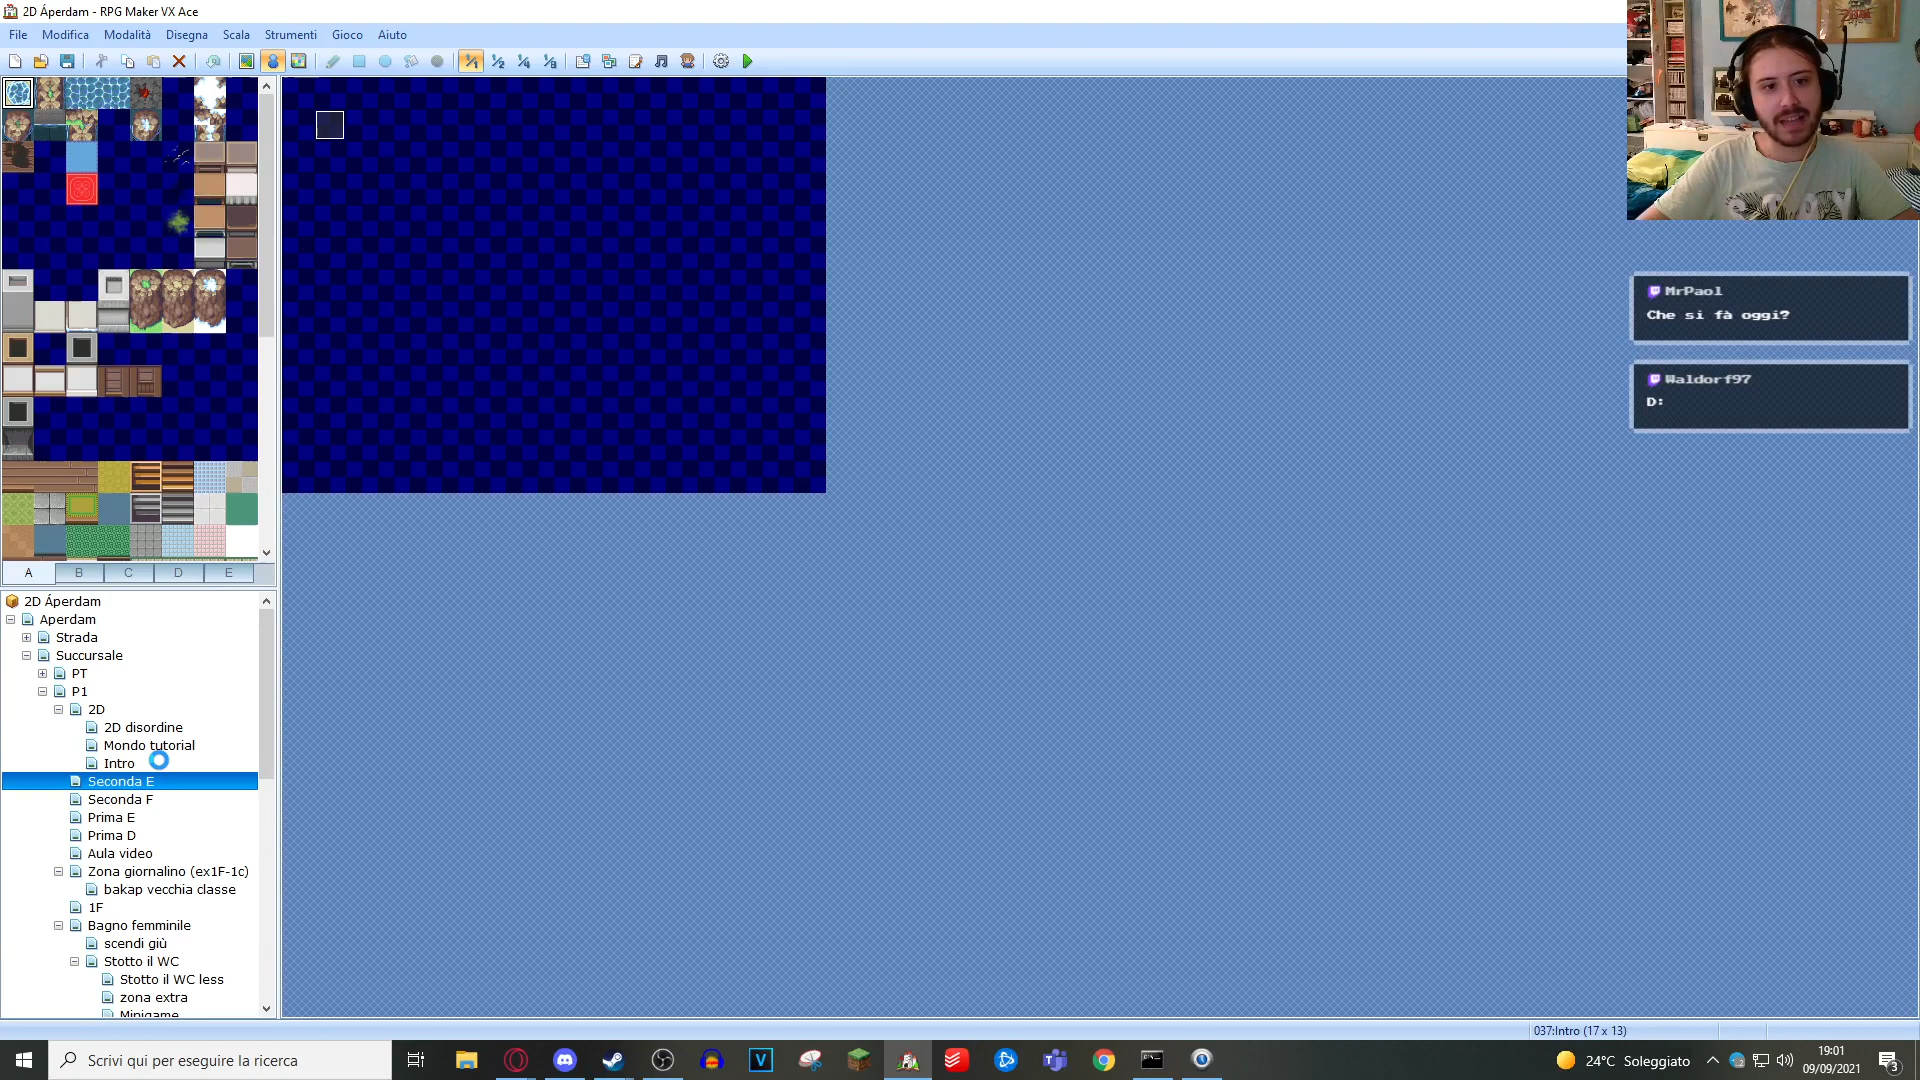 2D Áperdam - RPG Maker VX Ace
File Modifica Modalità Disegna Scala Strumenti Gioco Aiuto
A B C D E
2D Áperdam
Aperdam
Strada
Succursale
PT
P1
2D
2D disordine
Mondo tutorial
Intro
Seconda E
Seconda F
Prima E
Prima D
Aula video
Zona giornalino (ex1F-1c)
bakap vecchia classe
1F
Bagno femminile
scendi giù
Stotto il WC
Stotto il WC less
zona extra
Minigame
MrPaol
Che si fà oggi?
Waldorf97
D:
037:Intro (17 x 13)
Scrivi qui per eseguire la ricerca
24°C Soleggiato
19:01
09/09/2021
3